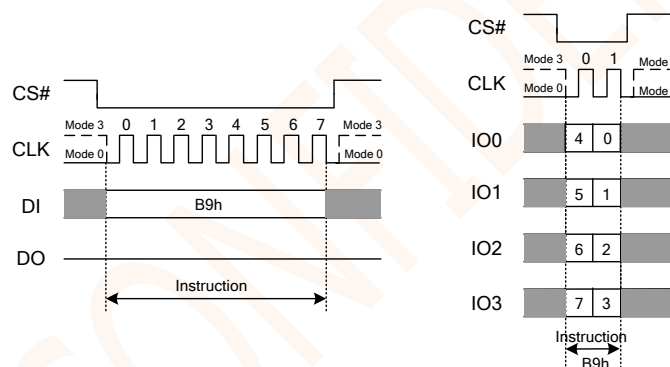 CS#
Mode 3 0 1 2 3 4 5 6 7 Mode 3
CLK
Mode 0 Mode 0
DI B9h
DO
Instruction
CS#
Mode 3 0 1 Mode
CLK
Mode 0 Mode
IO0 4 0
IO1 5 1
IO2 6 2
IO3 7 3
Instruction
B9h